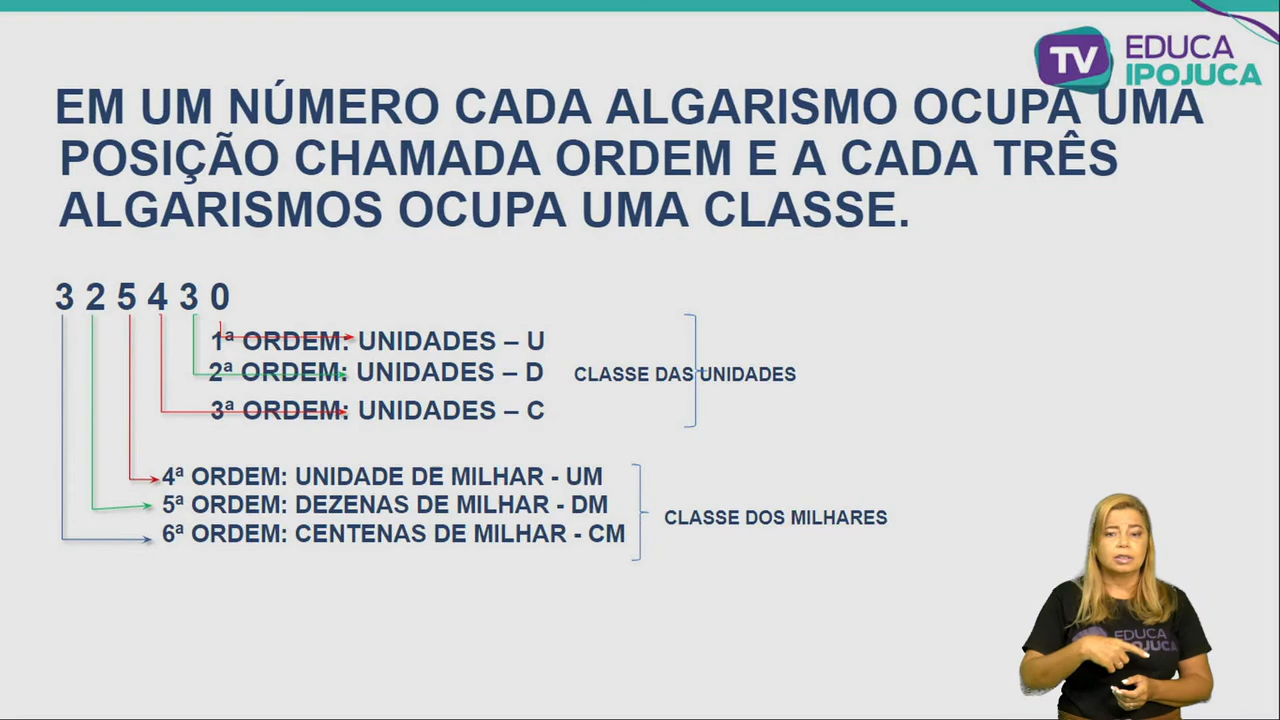 TV EDUCA
IPOJUCA
EM UM NÚMERO CADA ALGARISMO OCUPA UMA
POSIÇÃO CHAMADA ORDEM E A CADA TRÊS
ALGARISMOS OCUPA UMA CLASSE.
3 2 5 4 3 0
1ª ORDEM: UNIDADES – U
2ª ORDEM: UNIDADES – D
CLASSE DAS UNIDADES
3ª ORDEM: UNIDADES – C
4ª ORDEM: UNIDADE DE MILHAR - UM
5ª ORDEM: DEZENAS DE MILHAR - DM
CLASSE DOS MILHARES
6ª ORDEM: CENTENAS DE MILHAR - CM
EDUCA
IPOJUCA